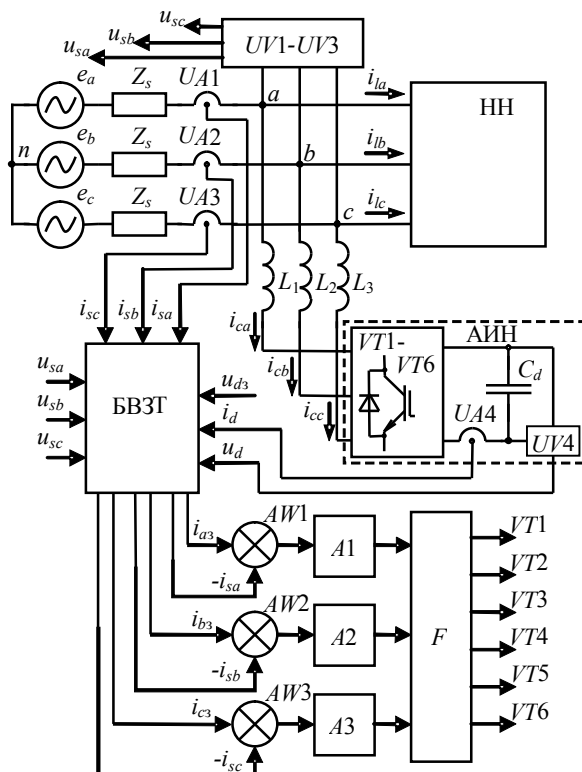 u_sc
u_sb
u_sa
UV1-UV3
e_a
Z_s
UA1
a
i_la
НН
n
e_b
Z_s
UA2
b
i_lb
e_c
Z_s
UA3
c
i_lc
L_1
L_2
L_3
i_sc
i_sb
i_sa
i_ca
i_cb
i_cc
АИН
VT1-
VT6
C_d
UA4
UV4
u_sa
u_sb
u_sc
БВЗТ
u_dз
i_d
u_d
i_aз
AW1
-i_sa
A1
i_bз
AW2
-i_sb
A2
i_cз
AW3
-i_sc
A3
F
VT1
VT2
VT3
VT4
VT5
VT6